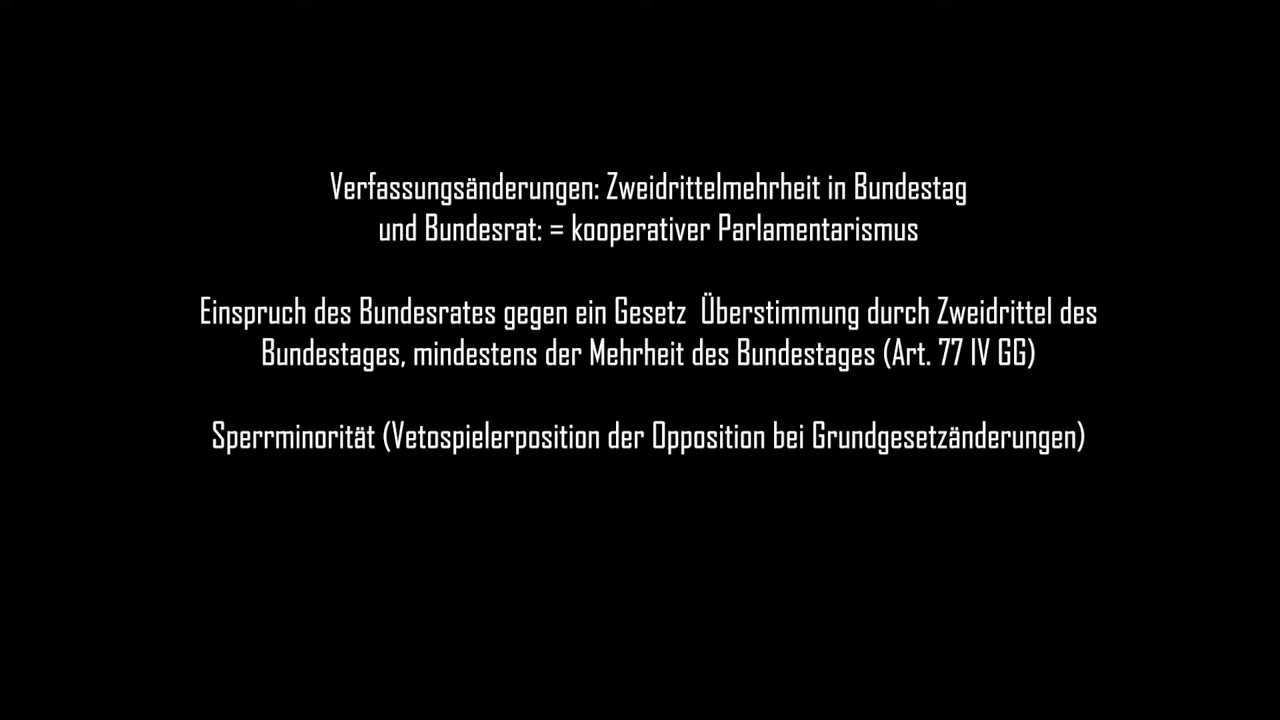 Verfassungsänderungen: Zweidrittelmehrheit in Bundestag
und Bundesrat: = kooperativer Parlamentarismus
Einspruch des Bundesrates gegen ein Gesetz  Überstimmung durch Zweidrittel des
Bundestages, mindestens der Mehrheit des Bundestages (Art. 77 IV GG)
Sperrminorität (Vetospielerposition der Opposition bei Grundgesetzänderungen)